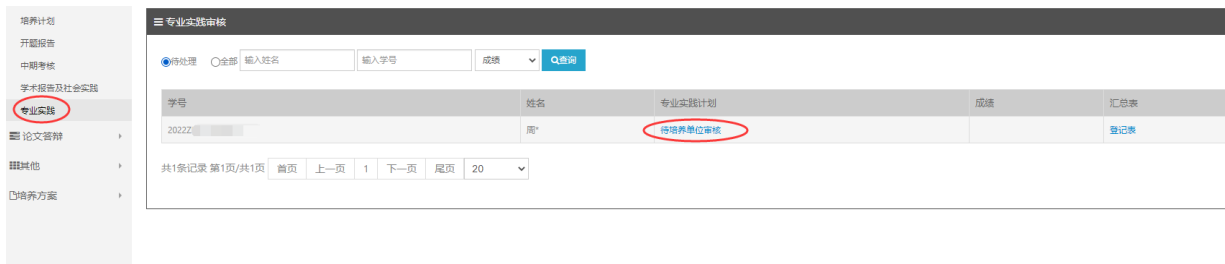 培养计划
开题报告
中期考核
学术报告及社会实践
专业实践
论文答辩
其他
培养方案
专业实践审核
待处理 全部 输入姓名 输入学号 成绩 查询
学号 姓名 专业实践计划 成绩 汇总表
2022Z 周* 待培养单位审核 登记表
共1条记录 第1页/共1页 首页 上一页 1 下一页 尾页 20